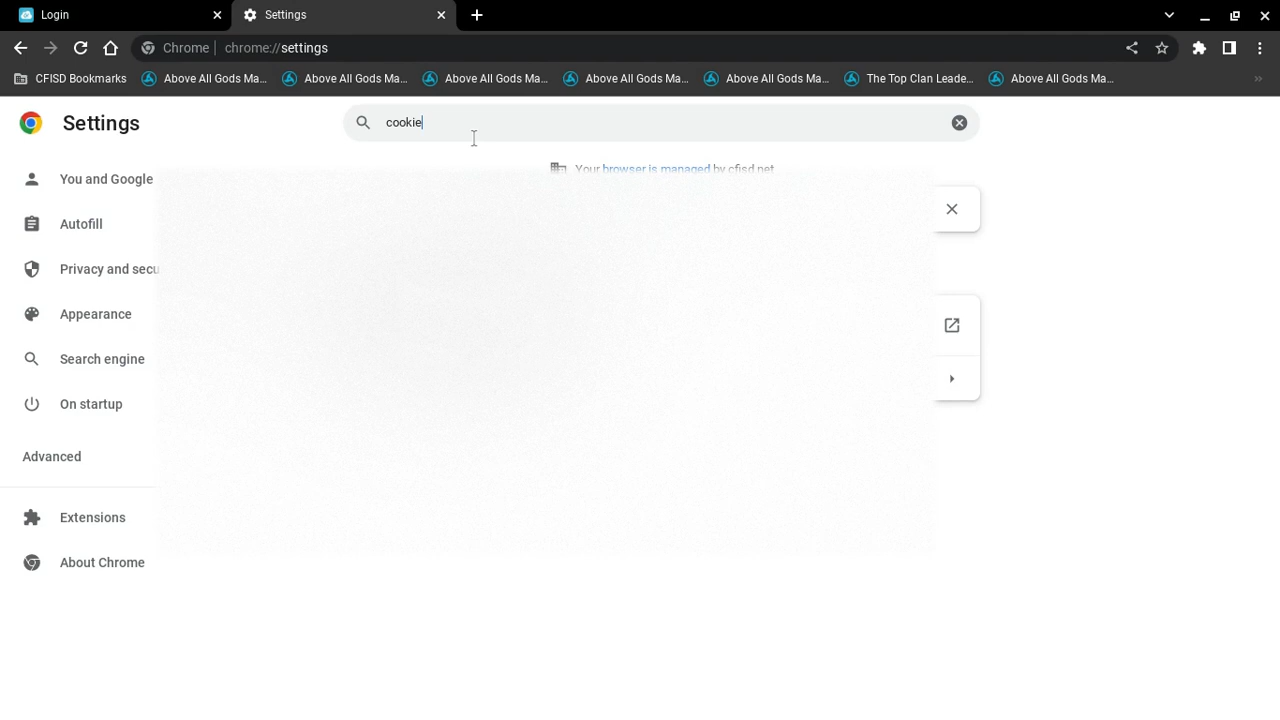 Login
Settings
Chrome
chrome://settings
CFISD Bookmarks
Above All Gods Ma...
Above All Gods Ma...
Above All Gods Ma...
Above All Gods Ma...
Above All Gods Ma...
The Top Clan Leade...
Above All Gods Ma...
Settings
cookie
Your browser is managed by cfisd.net
You and Google
Autofill
Privacy and secu
Appearance
Search engine
On startup
Advanced
Extensions
About Chrome